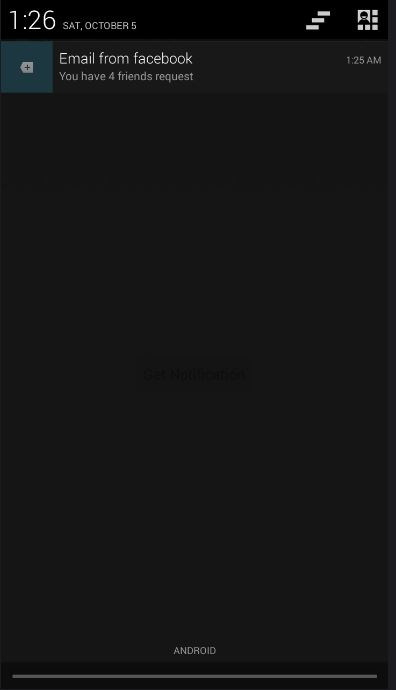 1:26 SAT, OCTOBER 5
Email from facebook 1:25 AM
You have 4 friends request
Get Notification
ANDROID